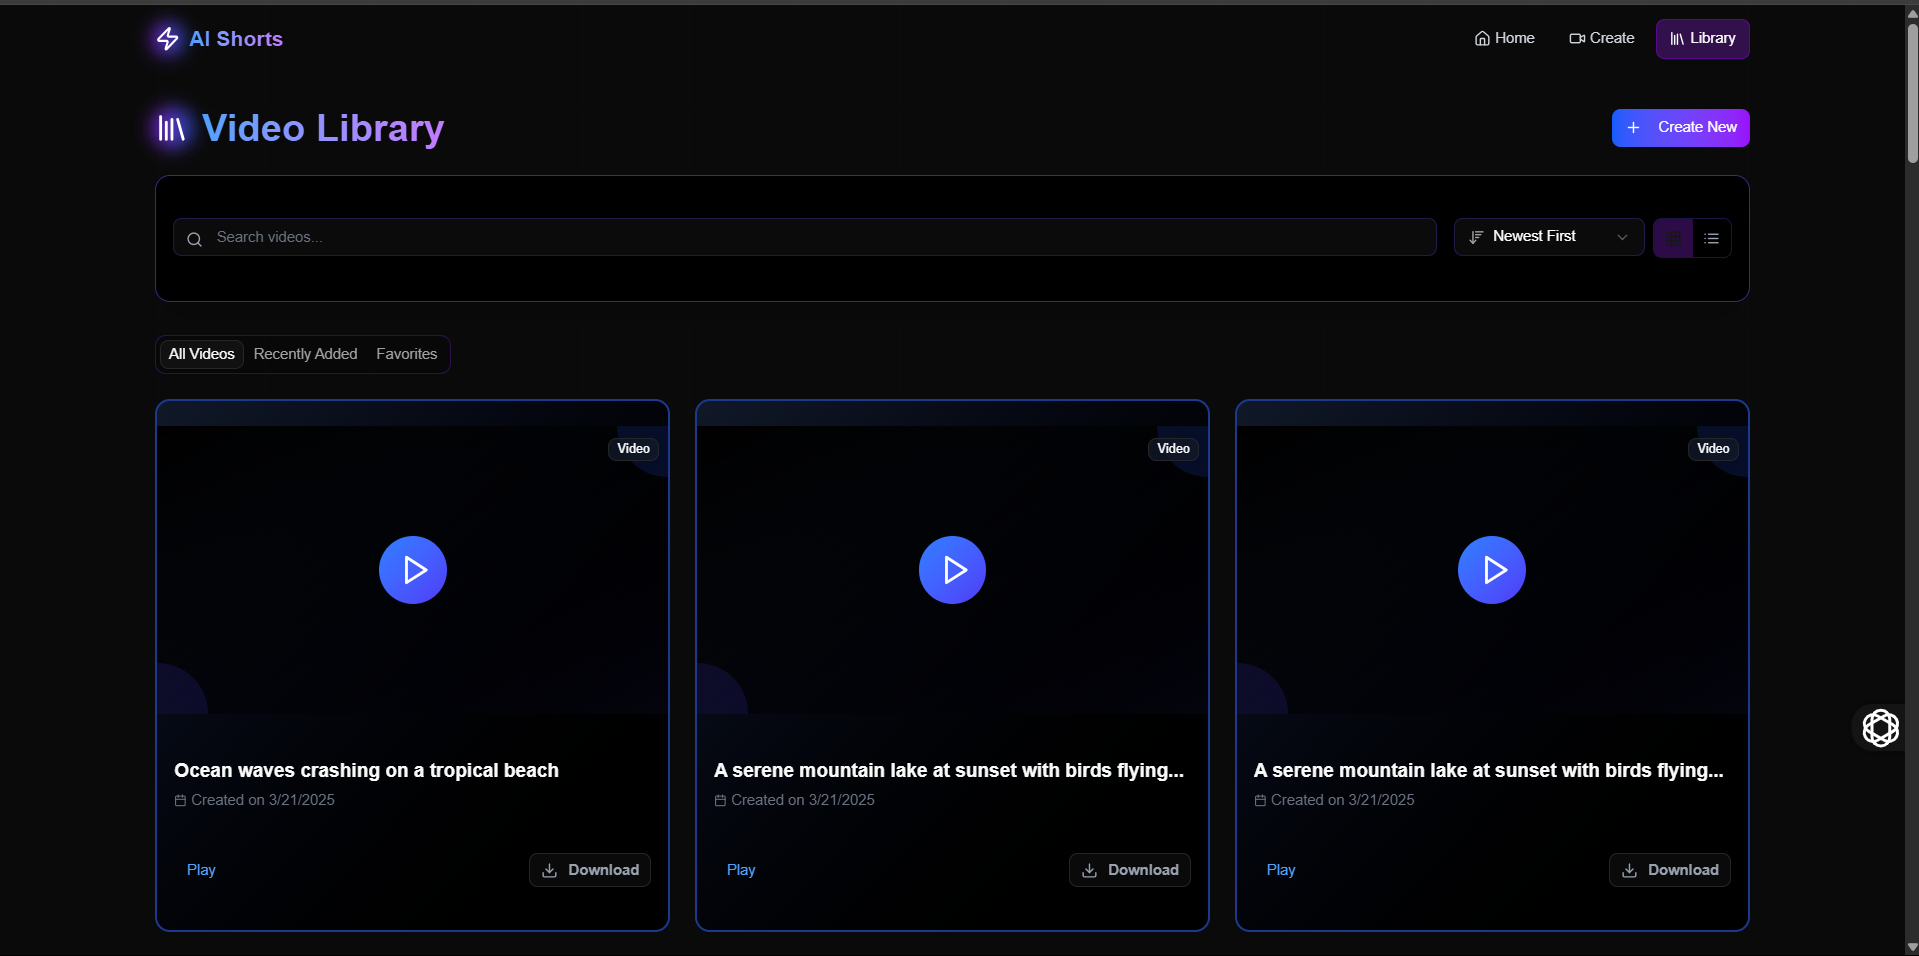 AI Shorts
Home
Create
Library
Video Library
Create New
Search videos...
Newest First
All Videos
Recently Added
Favorites
Video
Video
Video
Ocean waves crashing on a tropical beach
Created on 3/21/2025
Play
Download
A serene mountain lake at sunset with birds flying...
Created on 3/21/2025
Play
Download
A serene mountain lake at sunset with birds flying...
Created on 3/21/2025
Play
Download